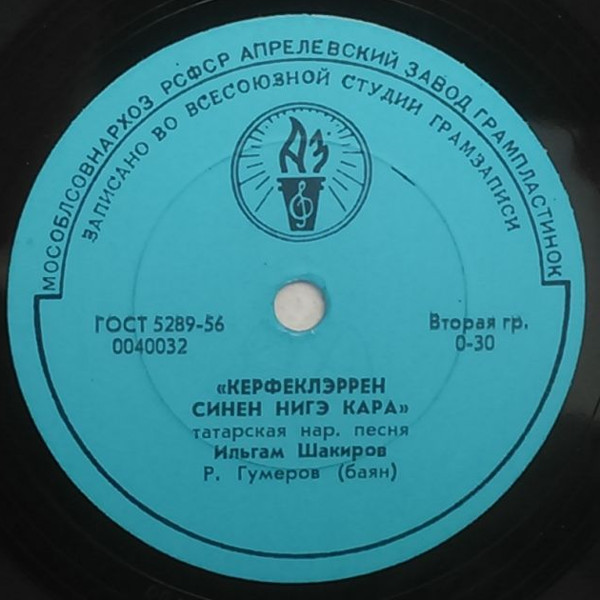 МОСОБЛСОВНАРХОЗ РСФСР АПРЕЛЕВСКИЙ ЗАВОД ГРАМПЛАСТИНОК
ЗАПИСАНО ВО ВСЕСОЮЗНОЙ СТУДИИ ГРАМЗАПИСИ
АЗ
ГОСТ 5289-56
0040032
Вторая гр.
0-30
«КЕРФЕКЛЭРРЕН
СИНЕН НИГЭ КАРА»
татарская нар. песня
Ильгам Шакиров
Р. Гумеров (баян)